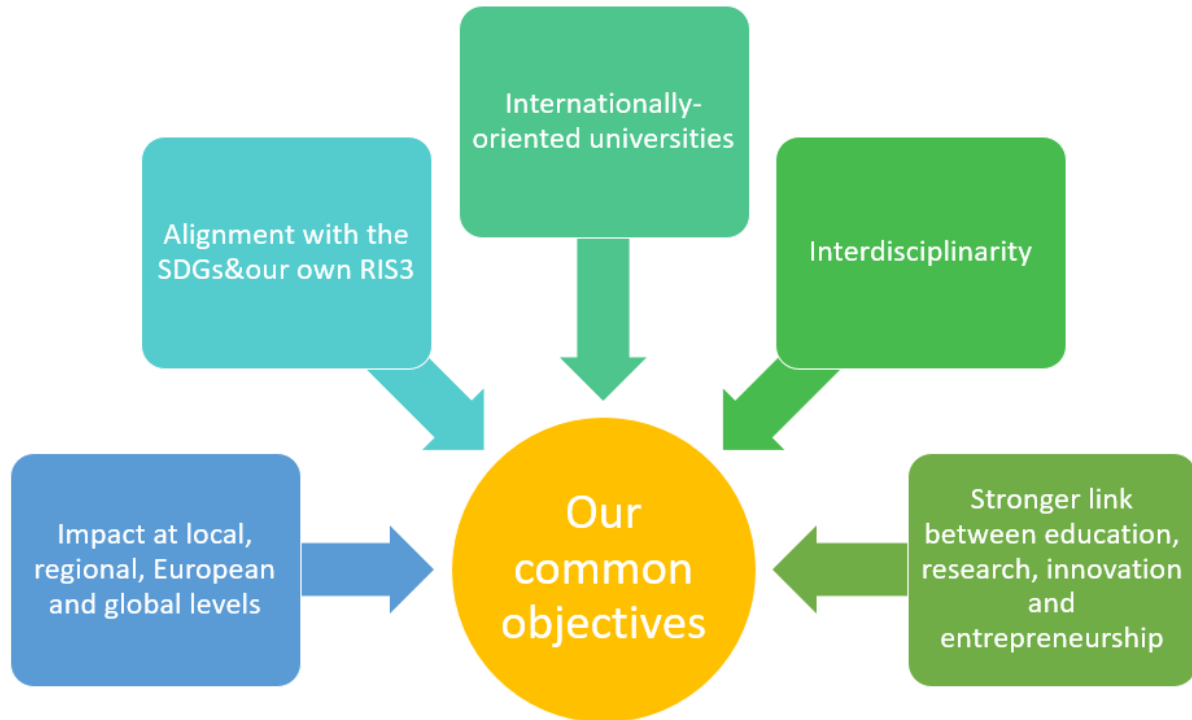 Impact at local,
regional, European
and global levels
Alignment with the
SDGs&our own RIS3
Internationally-
oriented universities
Interdisciplinarity
Stronger link
between education,
research, innovation
and
entrepreneurship
Our
common
objectives